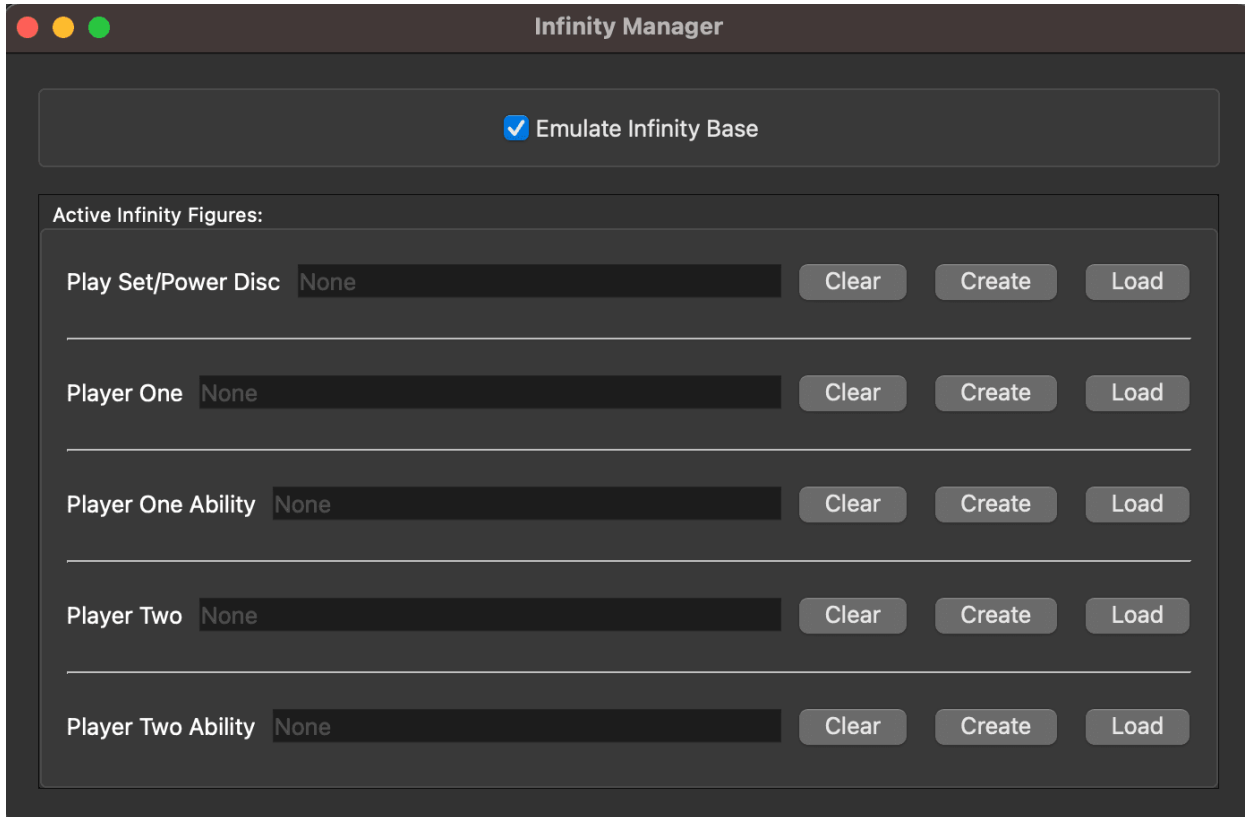 Infinity Manager
Emulate Infinity Base
Active Infinity Figures:
Play Set/Power Disc None Clear Create Load
Player One None Clear Create Load
Player One Ability None Clear Create Load
Player Two None Clear Create Load
Player Two Ability None Clear Create Load